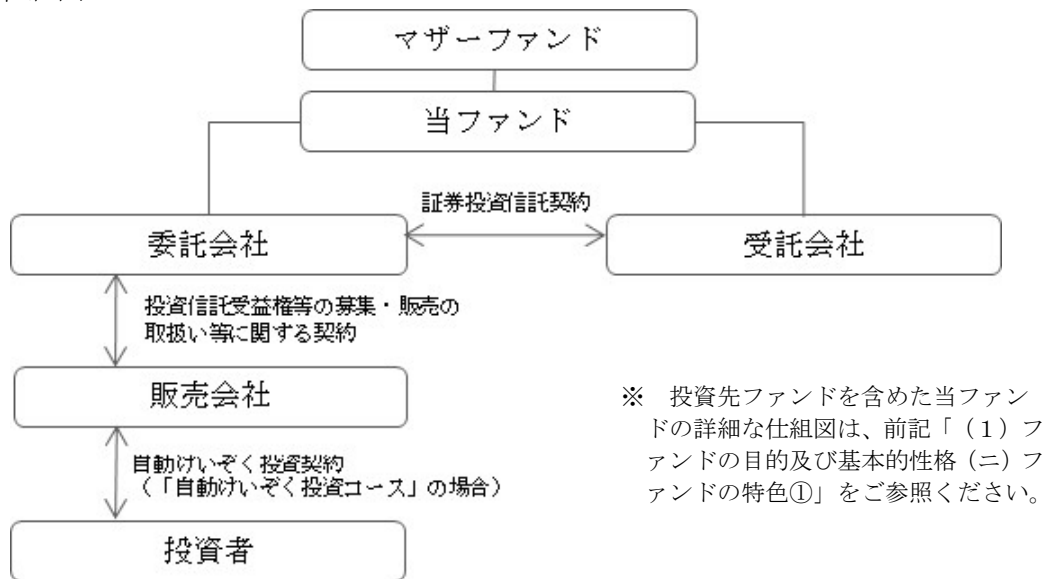 マザーファンド
当ファンド
証券投資信託契約
委託会社
受託会社
投資信託受益権等の募集・販売の
取扱い等に関する契約
販売会社
※　投資先ファンドを含めた当ファン
ドの詳細な仕組図は、前記「（１）フ
ァンドの目的及び基本的性格（ニ）フ
ァンドの特色①」をご参照ください。
自動けいぞく投資契約
（「自動けいぞく投資コース」の場合）
投資者